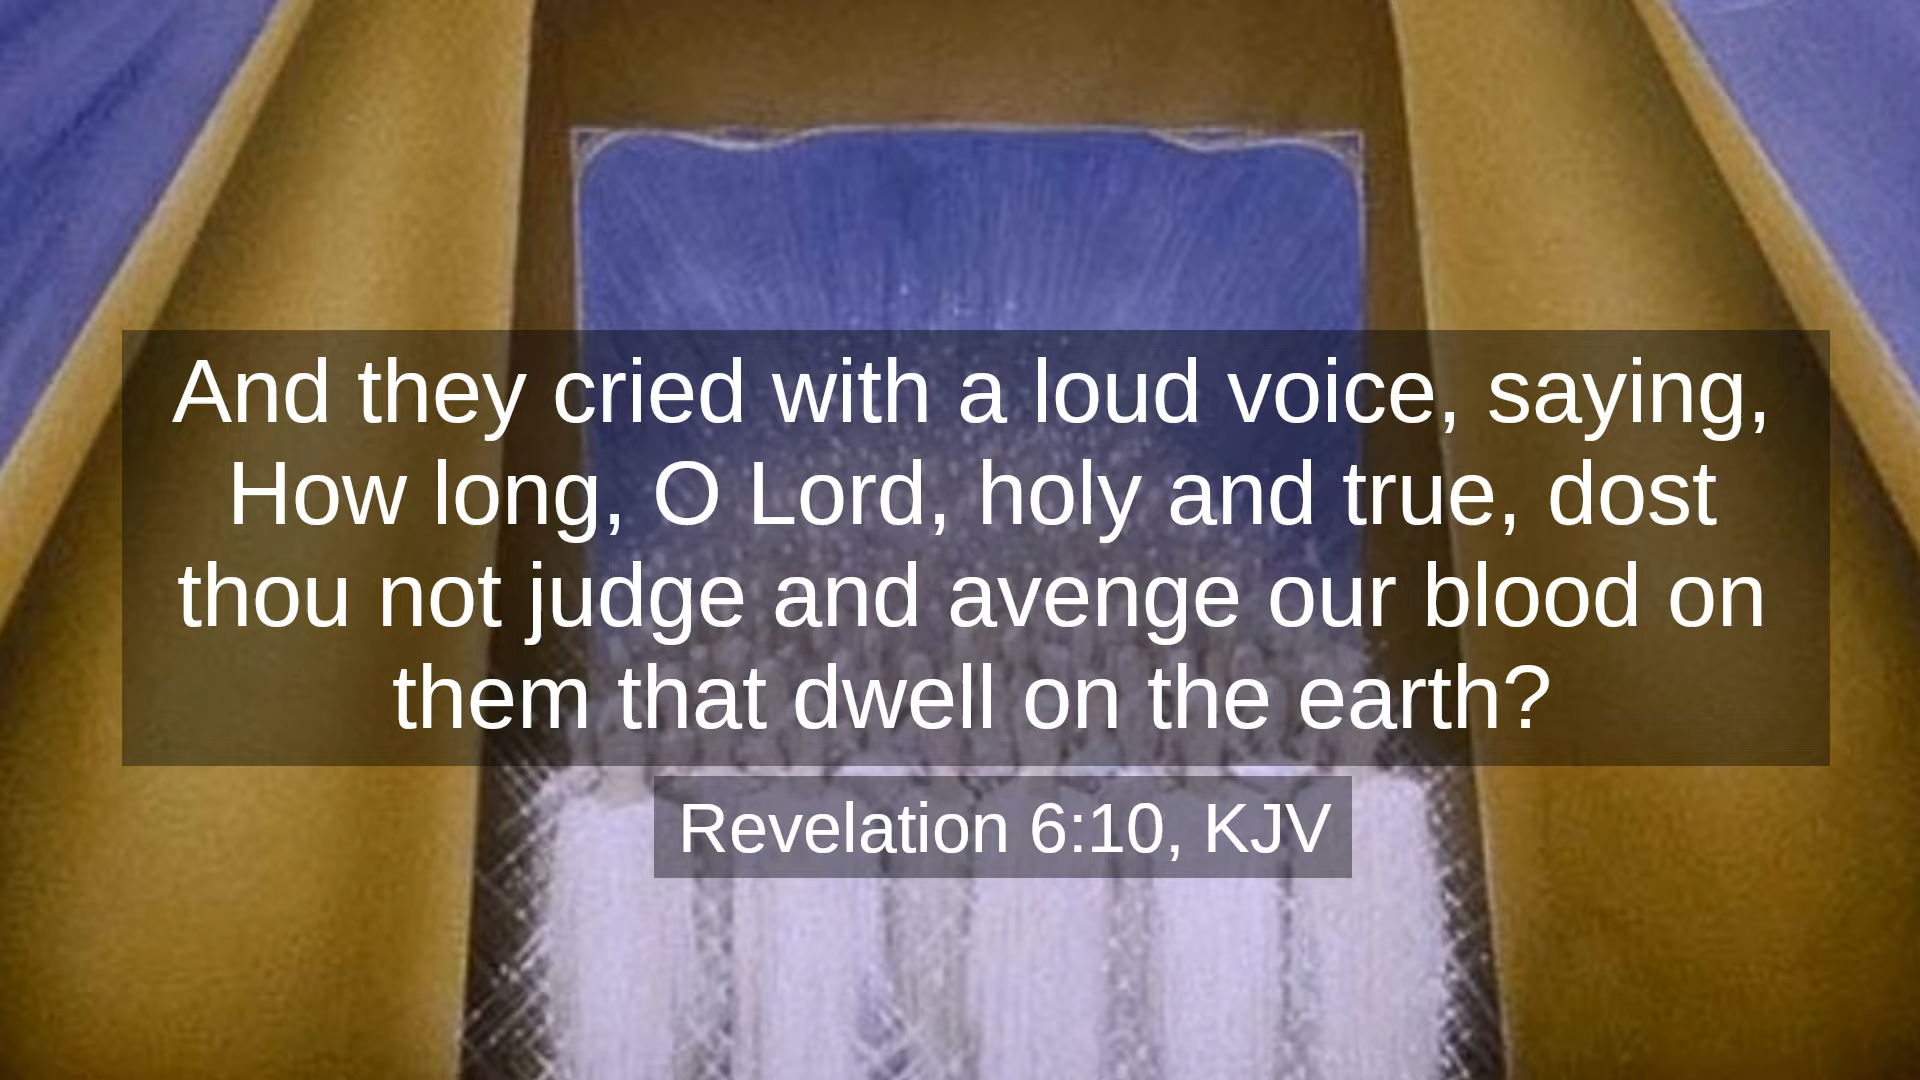 And they cried with a loud voice, saying,
How long, O Lord, holy and true, dost
thou not judge and avenge our blood on
them that dwell on the earth?
Revelation 6:10, KJV